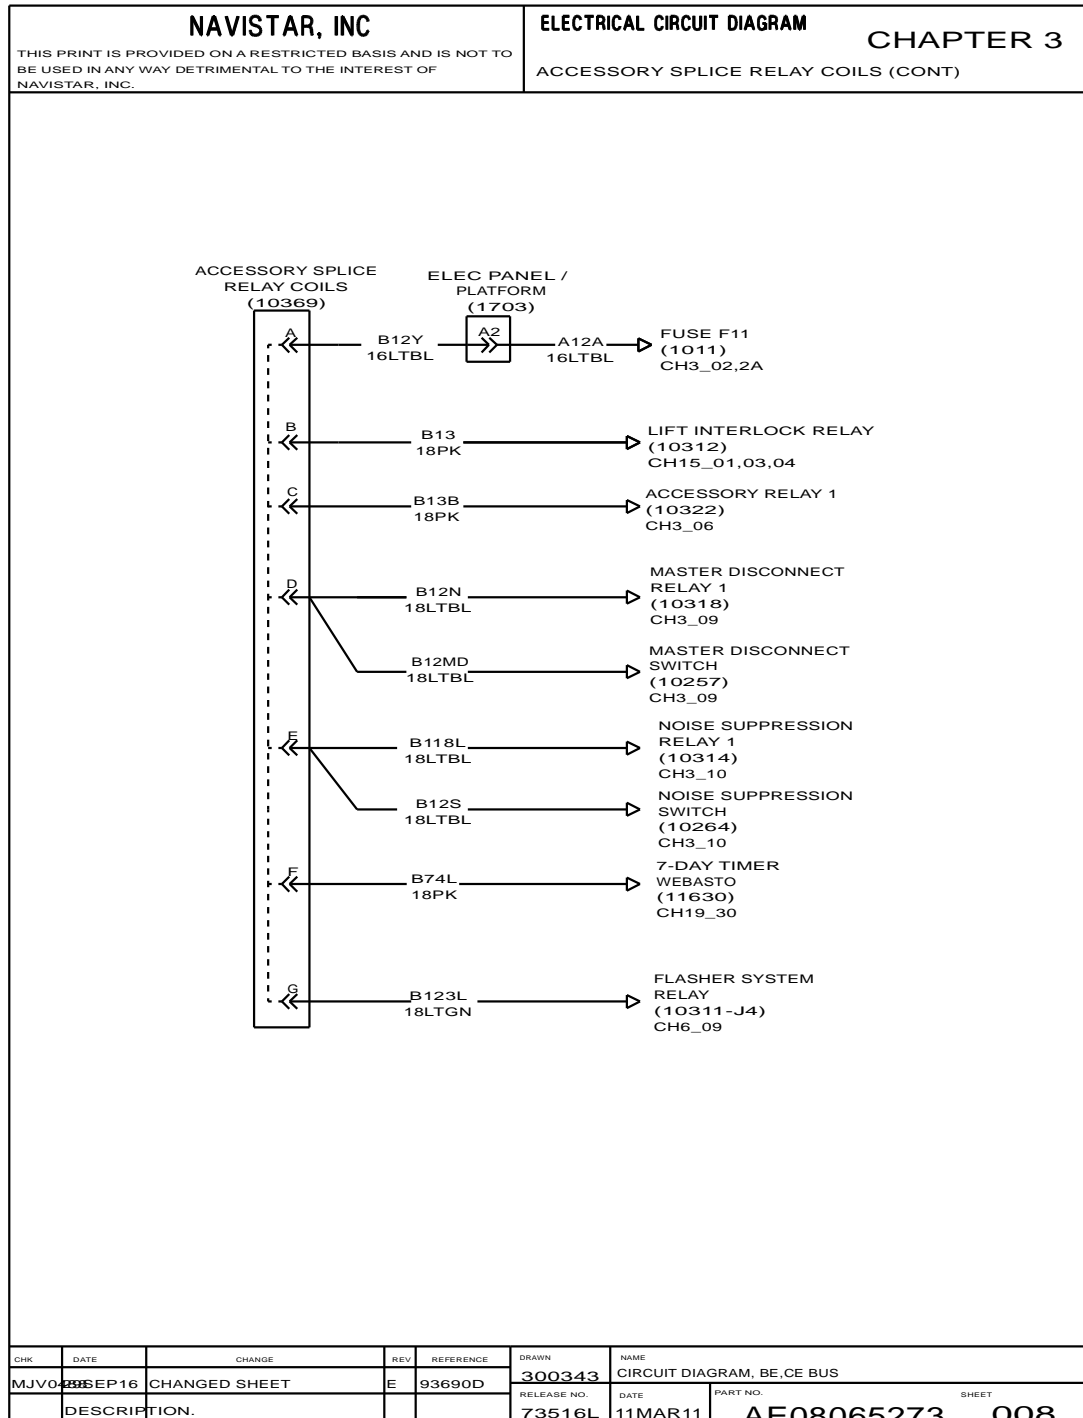 NAVISTAR, INC
THIS PRINT IS PROVIDED ON A RESTRICTED BASIS AND IS NOT TO
BE USED IN ANY WAY DETRIMENTAL TO THE INTEREST OF
NAVISTAR, INC.
ELECTRICAL CIRCUIT DIAGRAM
CHAPTER 3
ACCESSORY SPLICE RELAY COILS (CONT)
ACCESSORY SPLICE
RELAY COILS
(10369)
ELEC PANEL /
PLATFORM
(1703)
A
B12Y
16LTBL
A2
A12A
16LTBL
FUSE F11
(1011)
CH3_02,2A
B
B13
18PK
LIFT INTERLOCK RELAY
(10312)
CH15_01,03,04
C
B13B
18PK
ACCESSORY RELAY 1
(10322)
CH3_06
D
B12N
18LTBL
MASTER DISCONNECT
RELAY 1
(10318)
CH3_09
B12MD
18LTBL
MASTER DISCONNECT
SWITCH
(10257)
CH3_09
E
B118L
18LTBL
NOISE SUPPRESSION
RELAY 1
(10314)
CH3_10
B12S
18LTBL
NOISE SUPPRESSION
SWITCH
(10264)
CH3_10
F
B74L
18PK
7-DAY TIMER
WEBASTO
(11630)
CH19_30
G
B123L
18LTGN
FLASHER SYSTEM
RELAY
(10311-J4)
CH6_09
CHK DATE CHANGE REV REFERENCE
CHANGED SHEET E 93690D
DESCRIPTION.
DRAWN
300343
NAME
CIRCUIT DIAGRAM, BE,CE BUS
RELEASE NO.
73516L
DATE
11MAR11
PART NO.
AE08065273
SHEET
008